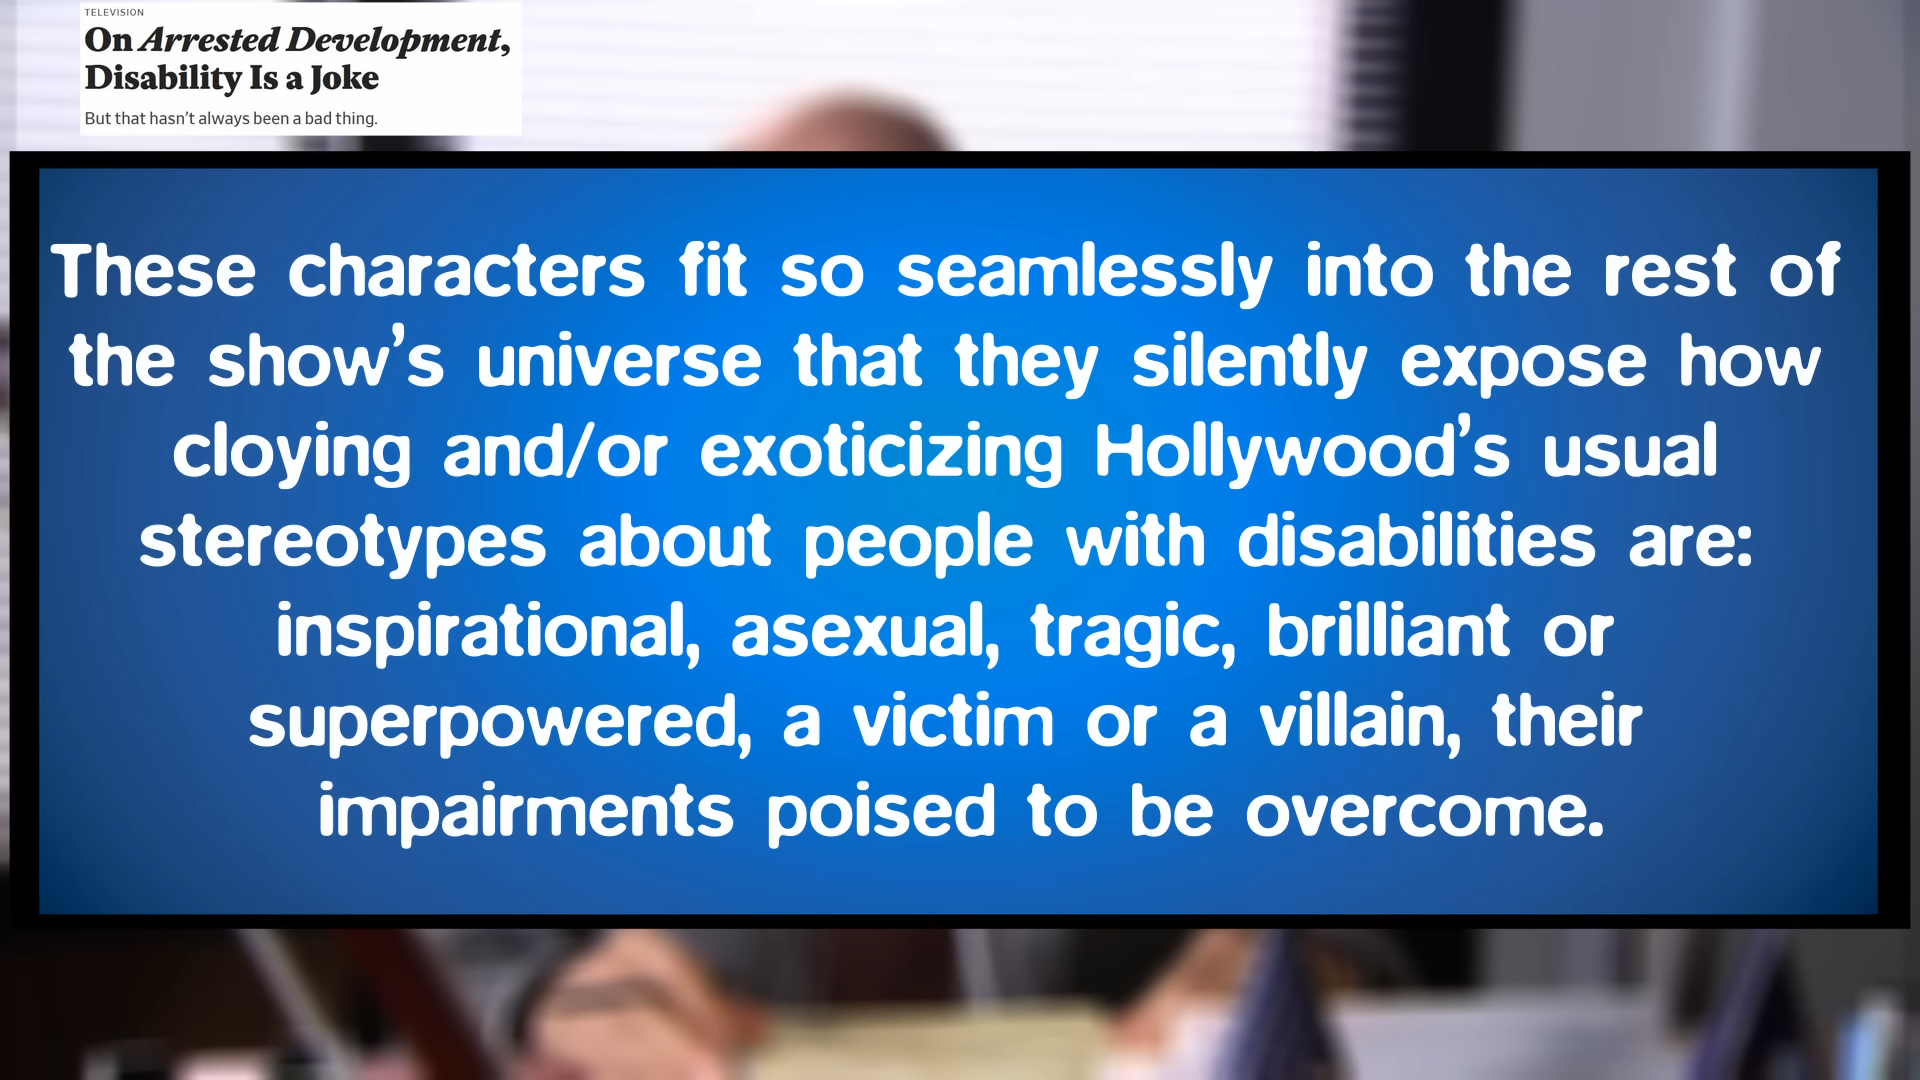 TELEVISION
On Arrested Development,
Disability Is a Joke
But that hasn't always been a bad thing.
These characters fit so seamlessly into the rest of
the show's universe that they silently expose how
cloying and/or exoticizing Hollywood's usual
stereotypes about people with disabilities are:
inspirational, asexual, tragic, brilliant or
superpowered, a victim or a villain, their
impairments poised to be overcome.